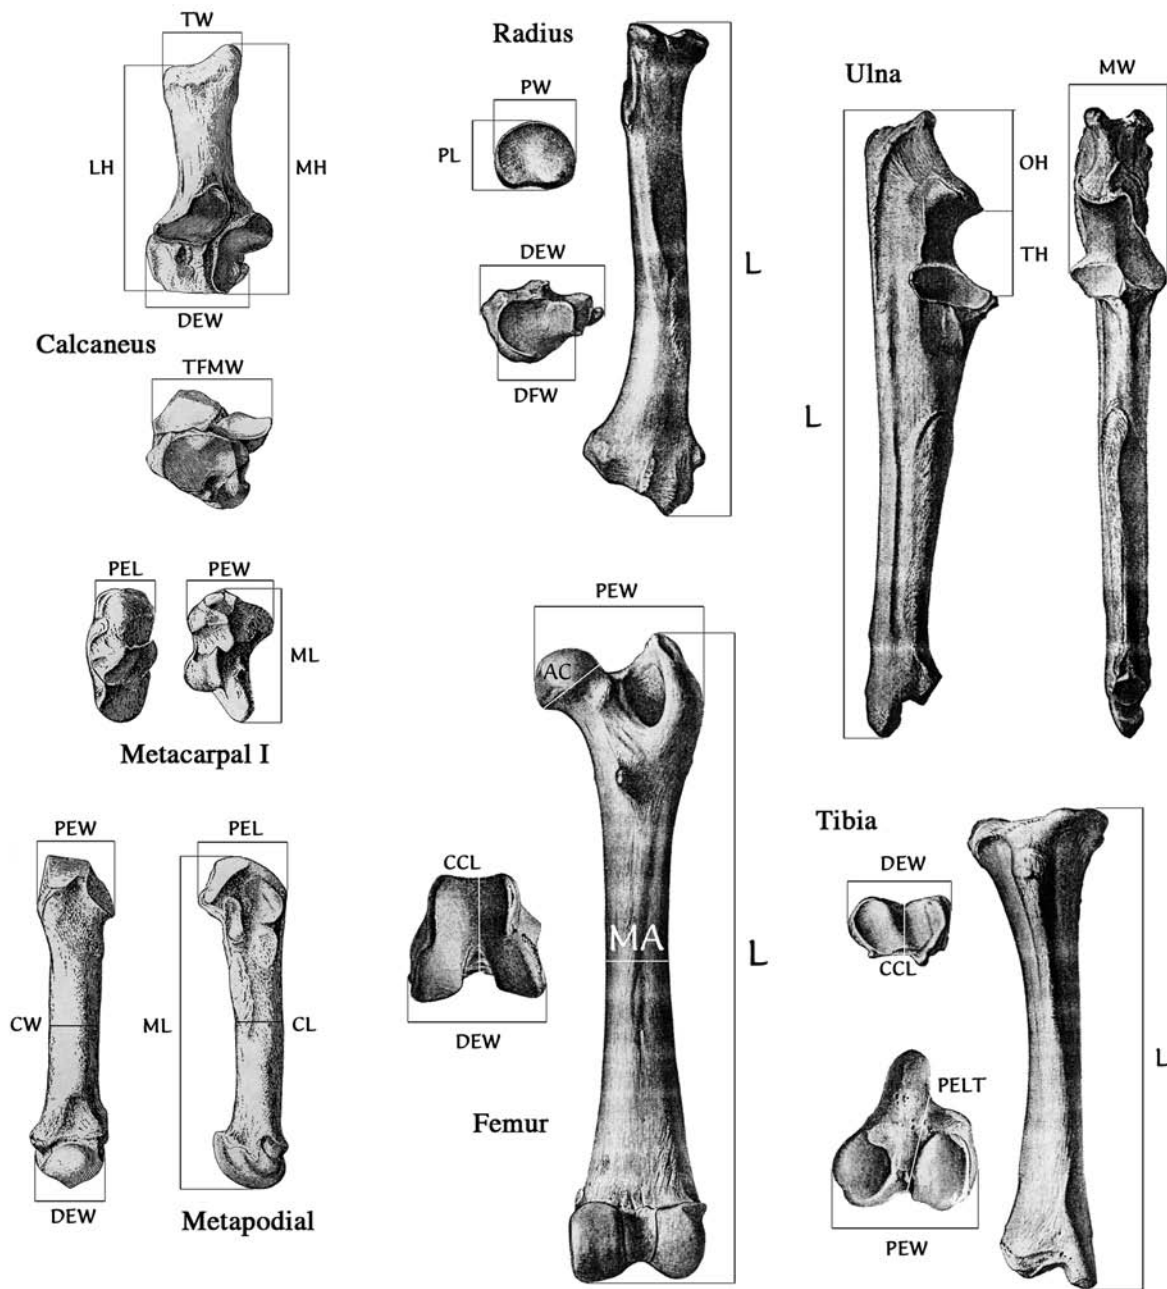 TW
LH
MH
DEW
Calcaneus
TFMW
PEL
PEW
ML
Metacarpal I
PEW
PEL
CW
ML
CL
DEW
Metapodial
Radius
PW
PL
DEW
DFW
L
PEW
AC
CCL
MA
DEW
L
Femur
Ulna
MW
OH
TH
L
Tibia
DEW
CCL
PELT
PEW
L